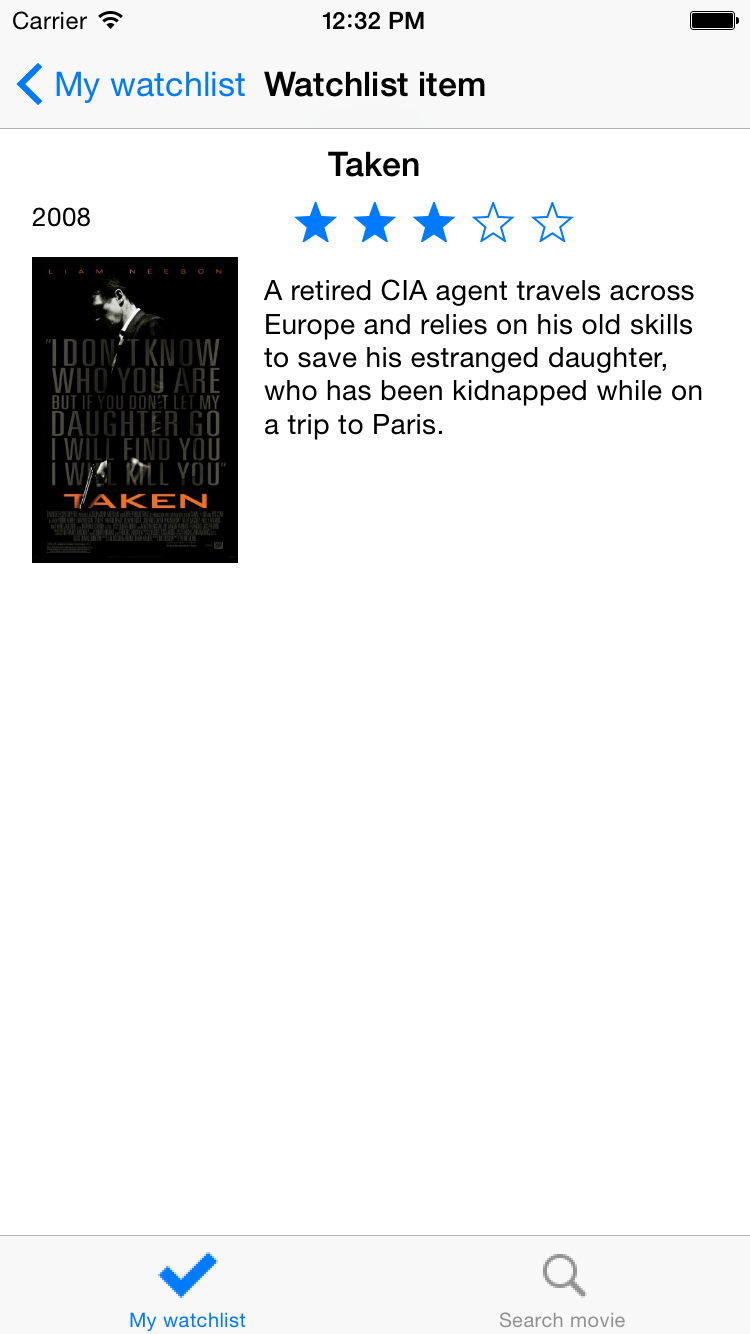 Carrier 12:32 PM
My watchlist Watchlist item
Taken
2008
LIAM NEESON
"I DON'T KNOW
WHO YOU ARE
BUT IF YOU DON'T LET MY
DAUGHTER GO
I WILL FIND YOU
I WILL KILL YOU"
TAKEN
A retired CIA agent travels across
Europe and relies on his old skills
to save his estranged daughter,
who has been kidnapped while on
a trip to Paris.
My watchlist Search movie